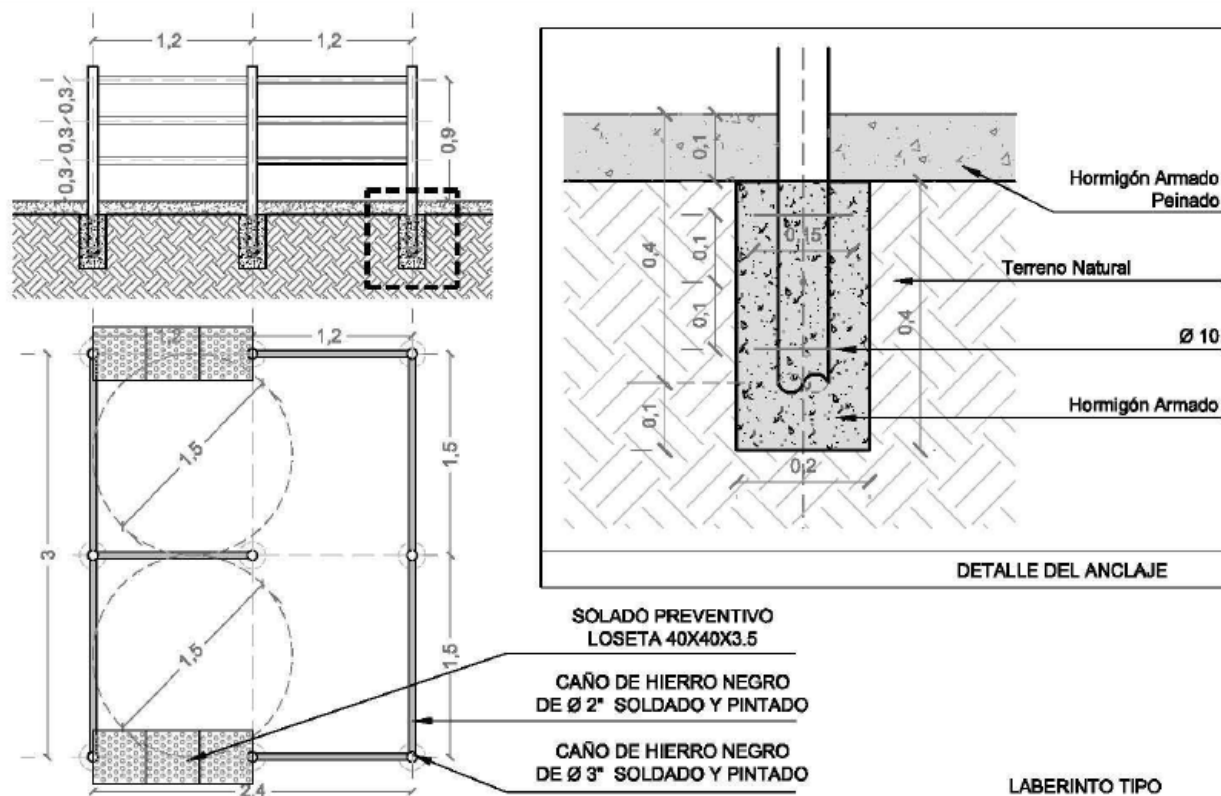 1,2
1,2
0,3
0,3
0,3
0,9
1,2
1,2
1,5
1,5
3
1,5
1,5
2,4
0,1
0,4
0,1
0,15
0,1
0,4
0,1
0,2
Hormigón Armado
Peinado
Terreno Natural
Ø 10
Hormigón Armado
DETALLE DEL ANCLAJE
SOLADO PREVENTIVO
LOSETA 40X40X3.5
CAÑO DE HIERRO NEGRO
DE Ø 2" SOLDADO Y PINTADO
CAÑO DE HIERRO NEGRO
DE Ø 3" SOLDADO Y PINTADO
LABERINTO TIPO